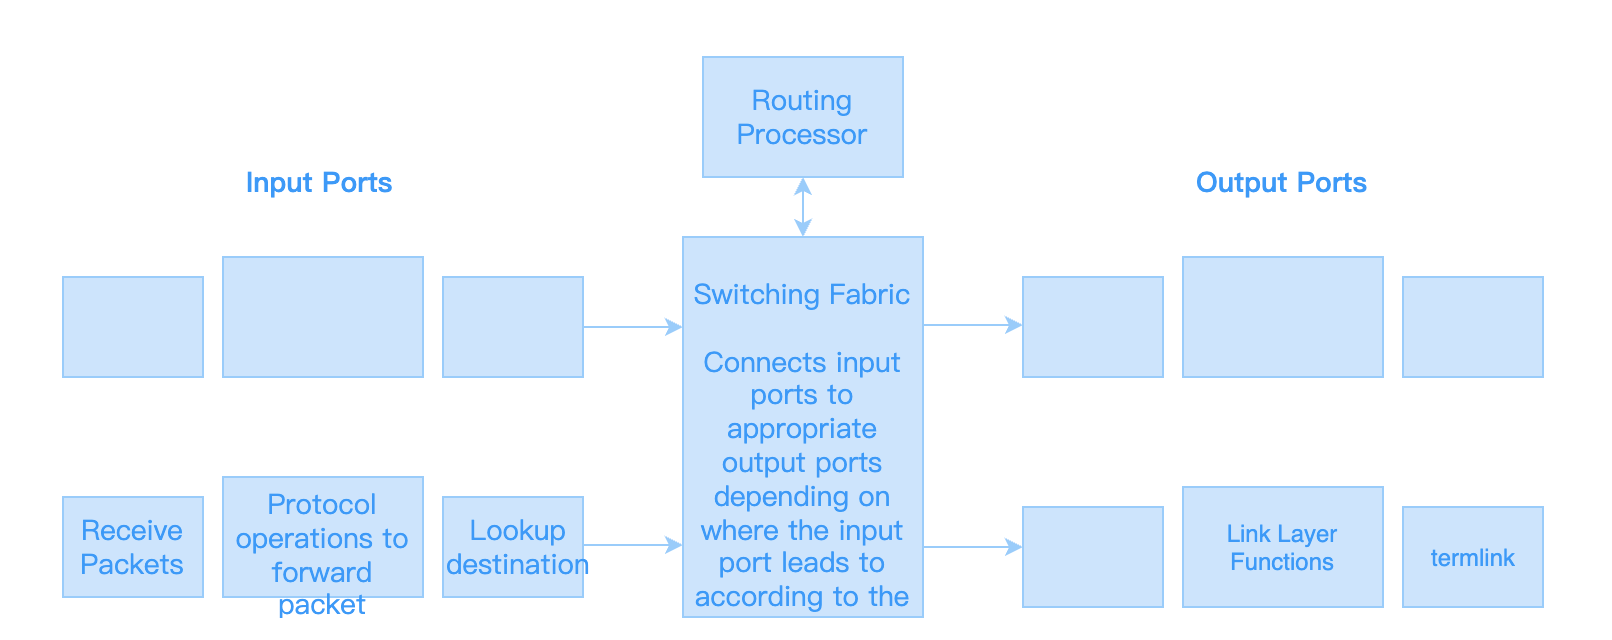 Routing
Processor
Input Ports
Output Ports
Switching Fabric
Connects input
ports to
appropriate
output ports
depending on
where the input
port leads to
according to the
Receive
Packets
Protocol
operations to
forward
packet
Lookup
destination
Link Layer
Functions
termlink